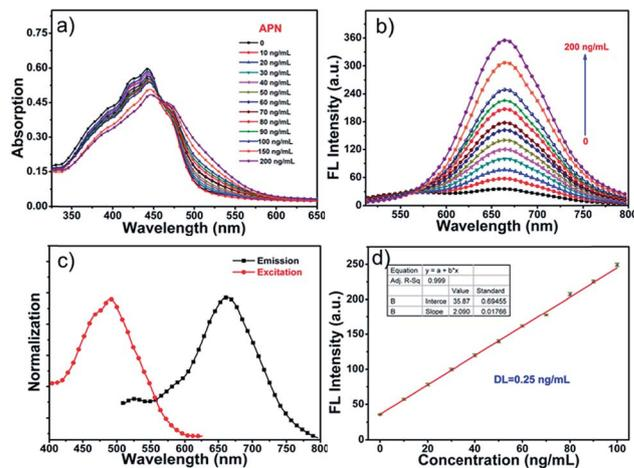 a)
APN
0
10 ng/mL
20 ng/mL
30 ng/mL
40 ng/mL
50 ng/mL
60 ng/mL
70 ng/mL
80 ng/mL
90 ng/mL
100 ng/mL
150 ng/mL
200 ng/mL
0.75
0.60
0.45
0.30
0.15
0.00
Absorption
350 400 450 500 550 600 650
Wavelength (nm)
b)
200 ng/mL
0
360
300
240
180
120
60
0
FL Intensity (a.u.)
550 600 650 700 750 800
Wavelength (nm)
c)
Emission
Excitation
Normalization
400 450 500 550 600 650 700 750 800
Wavelength (nm)
d)
Equation y = a + b*x
Adj. R-Sq 0.999
Value Standard
B Interce 35.87 0.69455
B Slope 2.090 0.01766
DL=0.25 ng/mL
250
200
150
100
50
0
FL Intensity (a.u.)
0 20 40 60 80 100
Concentration (ng/mL)